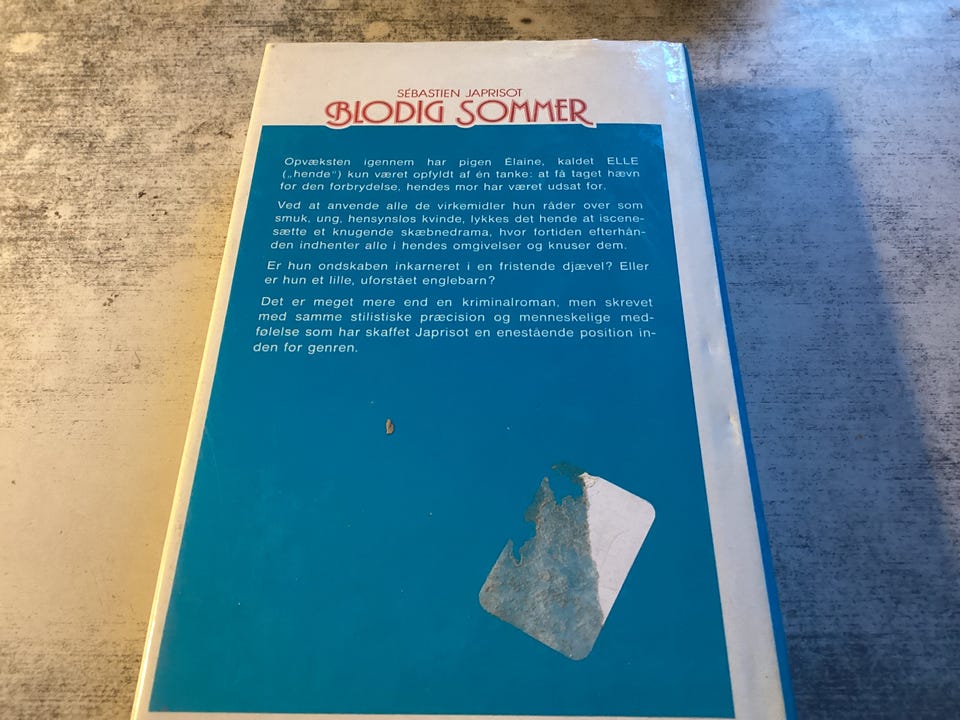 SÉBASTIEN JAPRISOT
BLODIG SOMMER
Opvæksten igennem har pigen Élaine, kaldet ELLE
(„hende“) kun været opfyldt af én tanke: at få taget hævn
for den forbrydelse, hendes mor har været udsat for.
Ved at anvende alle de virkemidler hun råder over som
smuk, ung, hensynsløs kvinde, lykkes det hende at iscene-
sætte et knugende skæbnedrama, hvor fortiden efterhån-
den indhenter alle i hendes omgivelser og knuser dem.
Er hun ondskaben inkarneret i en fristende djævel? Eller
er hun et lille, uforstået englebarn?
Det er meget mere end en kriminalroman, men skrevet
med samme stilistiske præcision og menneskelige med-
følelse som har skaffet Japrisot en enestående position in-
den for genren.